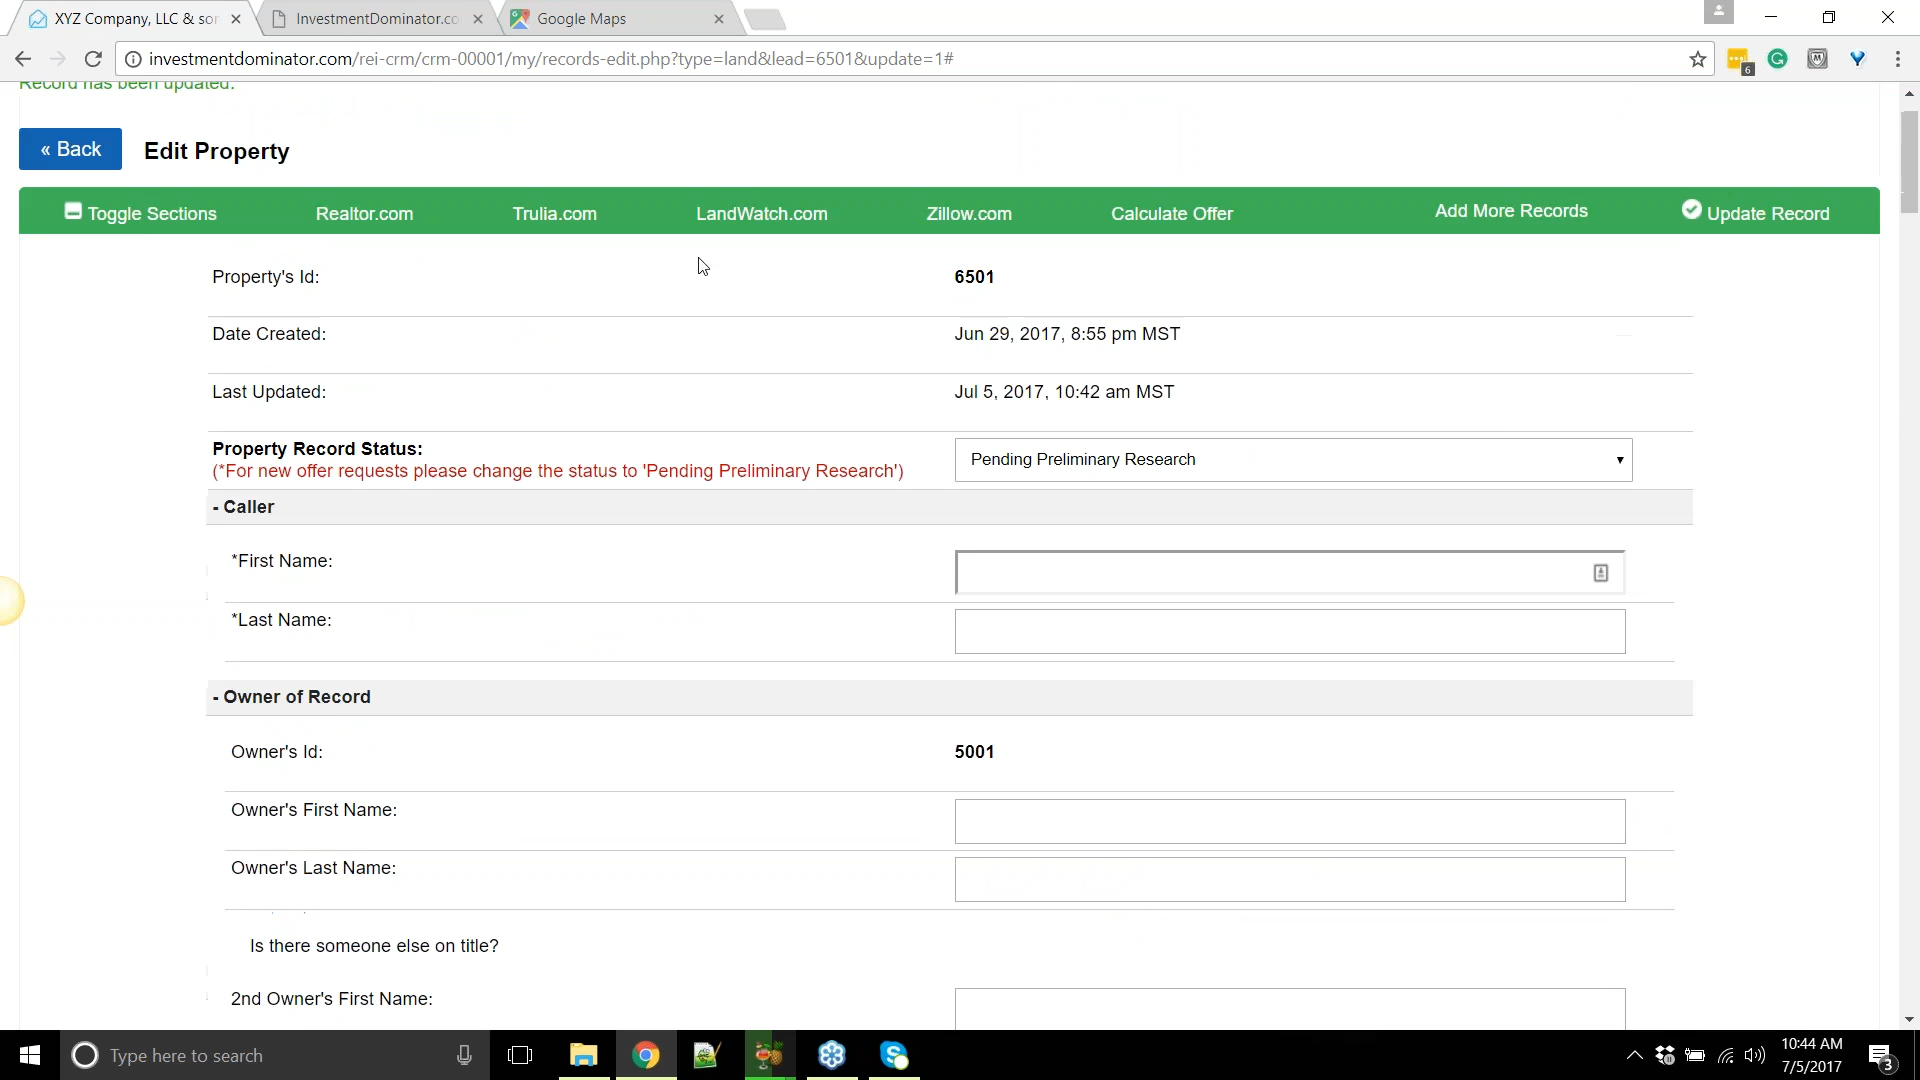 XYZ Company, LLC & sor
InvestmentDominator.co
Google Maps
investmentdominator.com/rei-crm/crm-00001/my/records-edit.php?type=land&lead=6501&update=1#
6
Record has been updated.
« Back
Edit Property
Toggle Sections
Realtor.com
Trulia.com
LandWatch.com
Zillow.com
Calculate Offer
Add More Records
Update Record
Property's Id:
6501
Date Created:
Jun 29, 2017, 8:55 pm MST
Last Updated:
Jul 5, 2017, 10:42 am MST
Property Record Status:
(*For new offer requests please change the status to 'Pending Preliminary Research')
Pending Preliminary Research
- Caller
*First Name:
*Last Name:
- Owner of Record
Owner's Id:
5001
Owner's First Name:
Owner's Last Name:
Is there someone else on title?
2nd Owner's First Name:
Type here to search
10:44 AM
7/5/2017
3